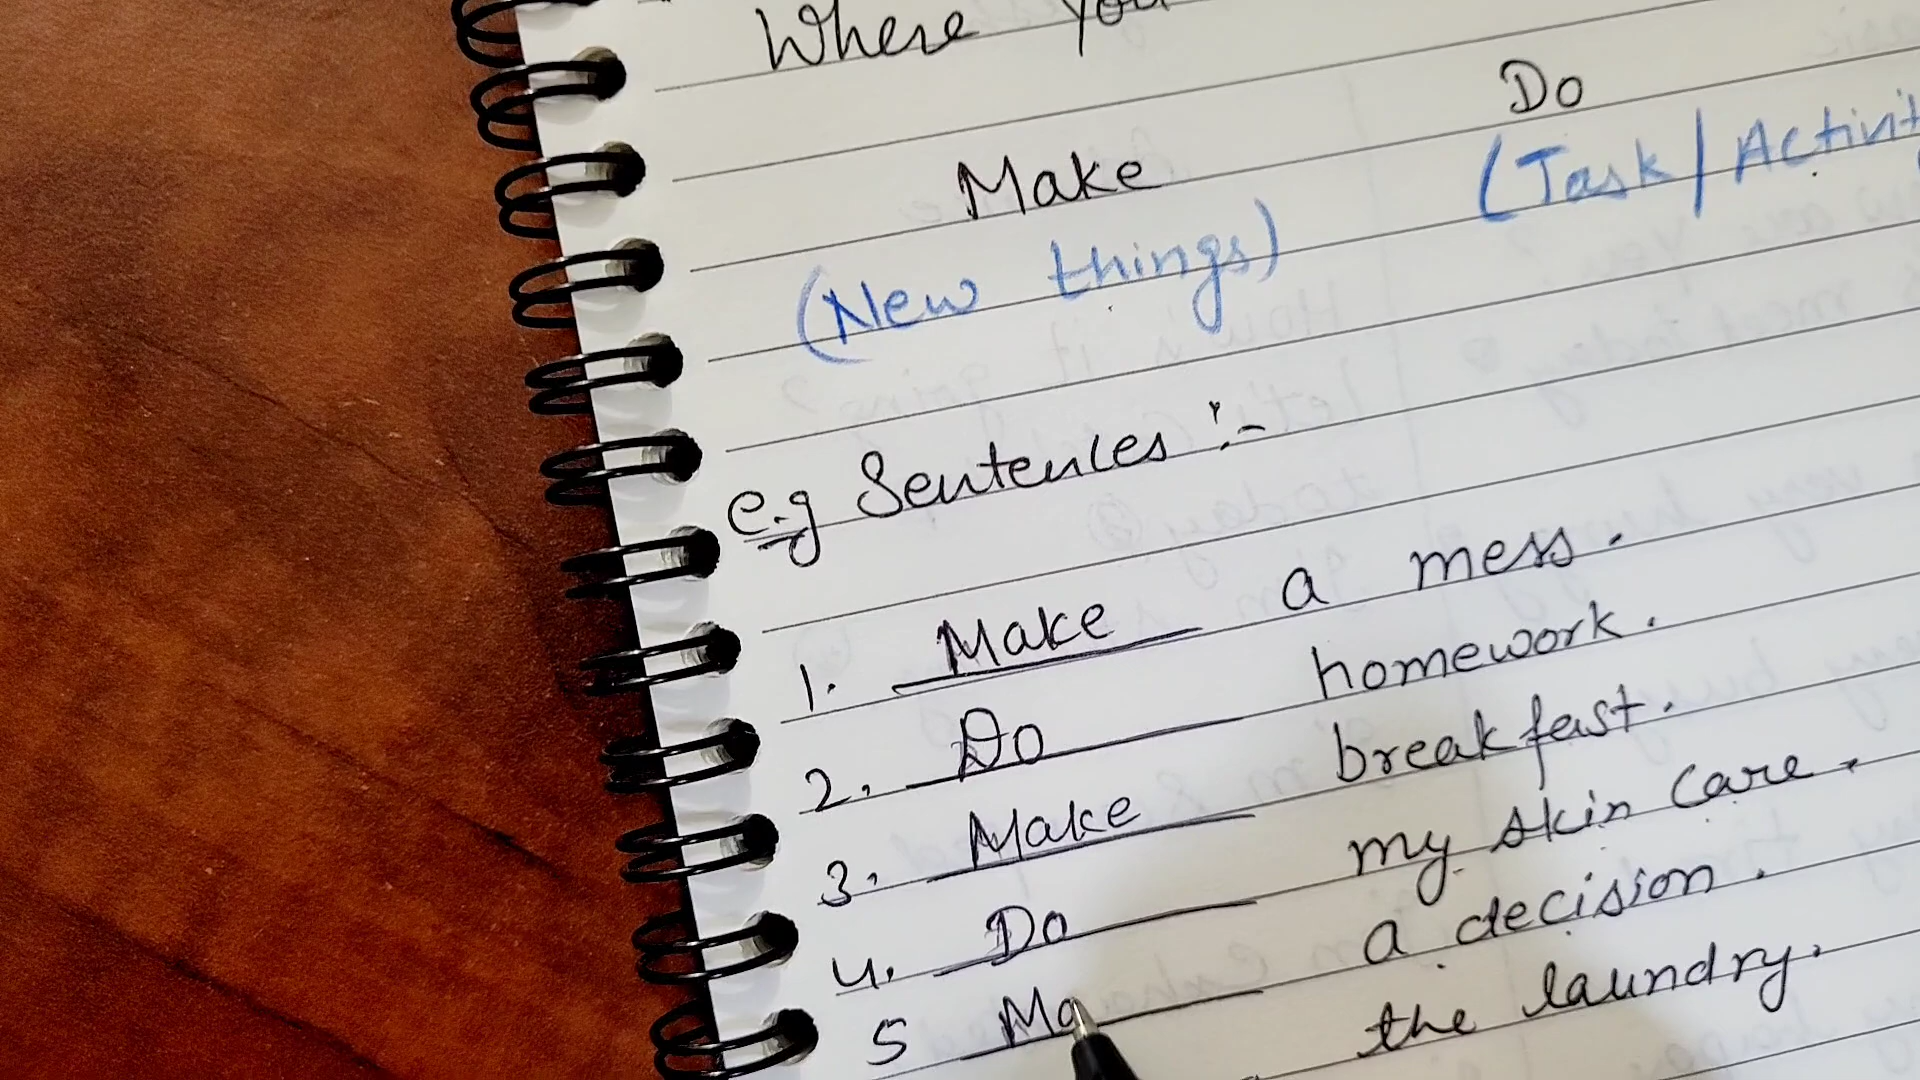 Where You
Make Do
(New things) (Task/Activit
e.g Sentences :-
1. Make a mess.
2. Do homework.
3. Make breakfast.
4. Do my skin care.
5 Ma a decision.
the laundry.